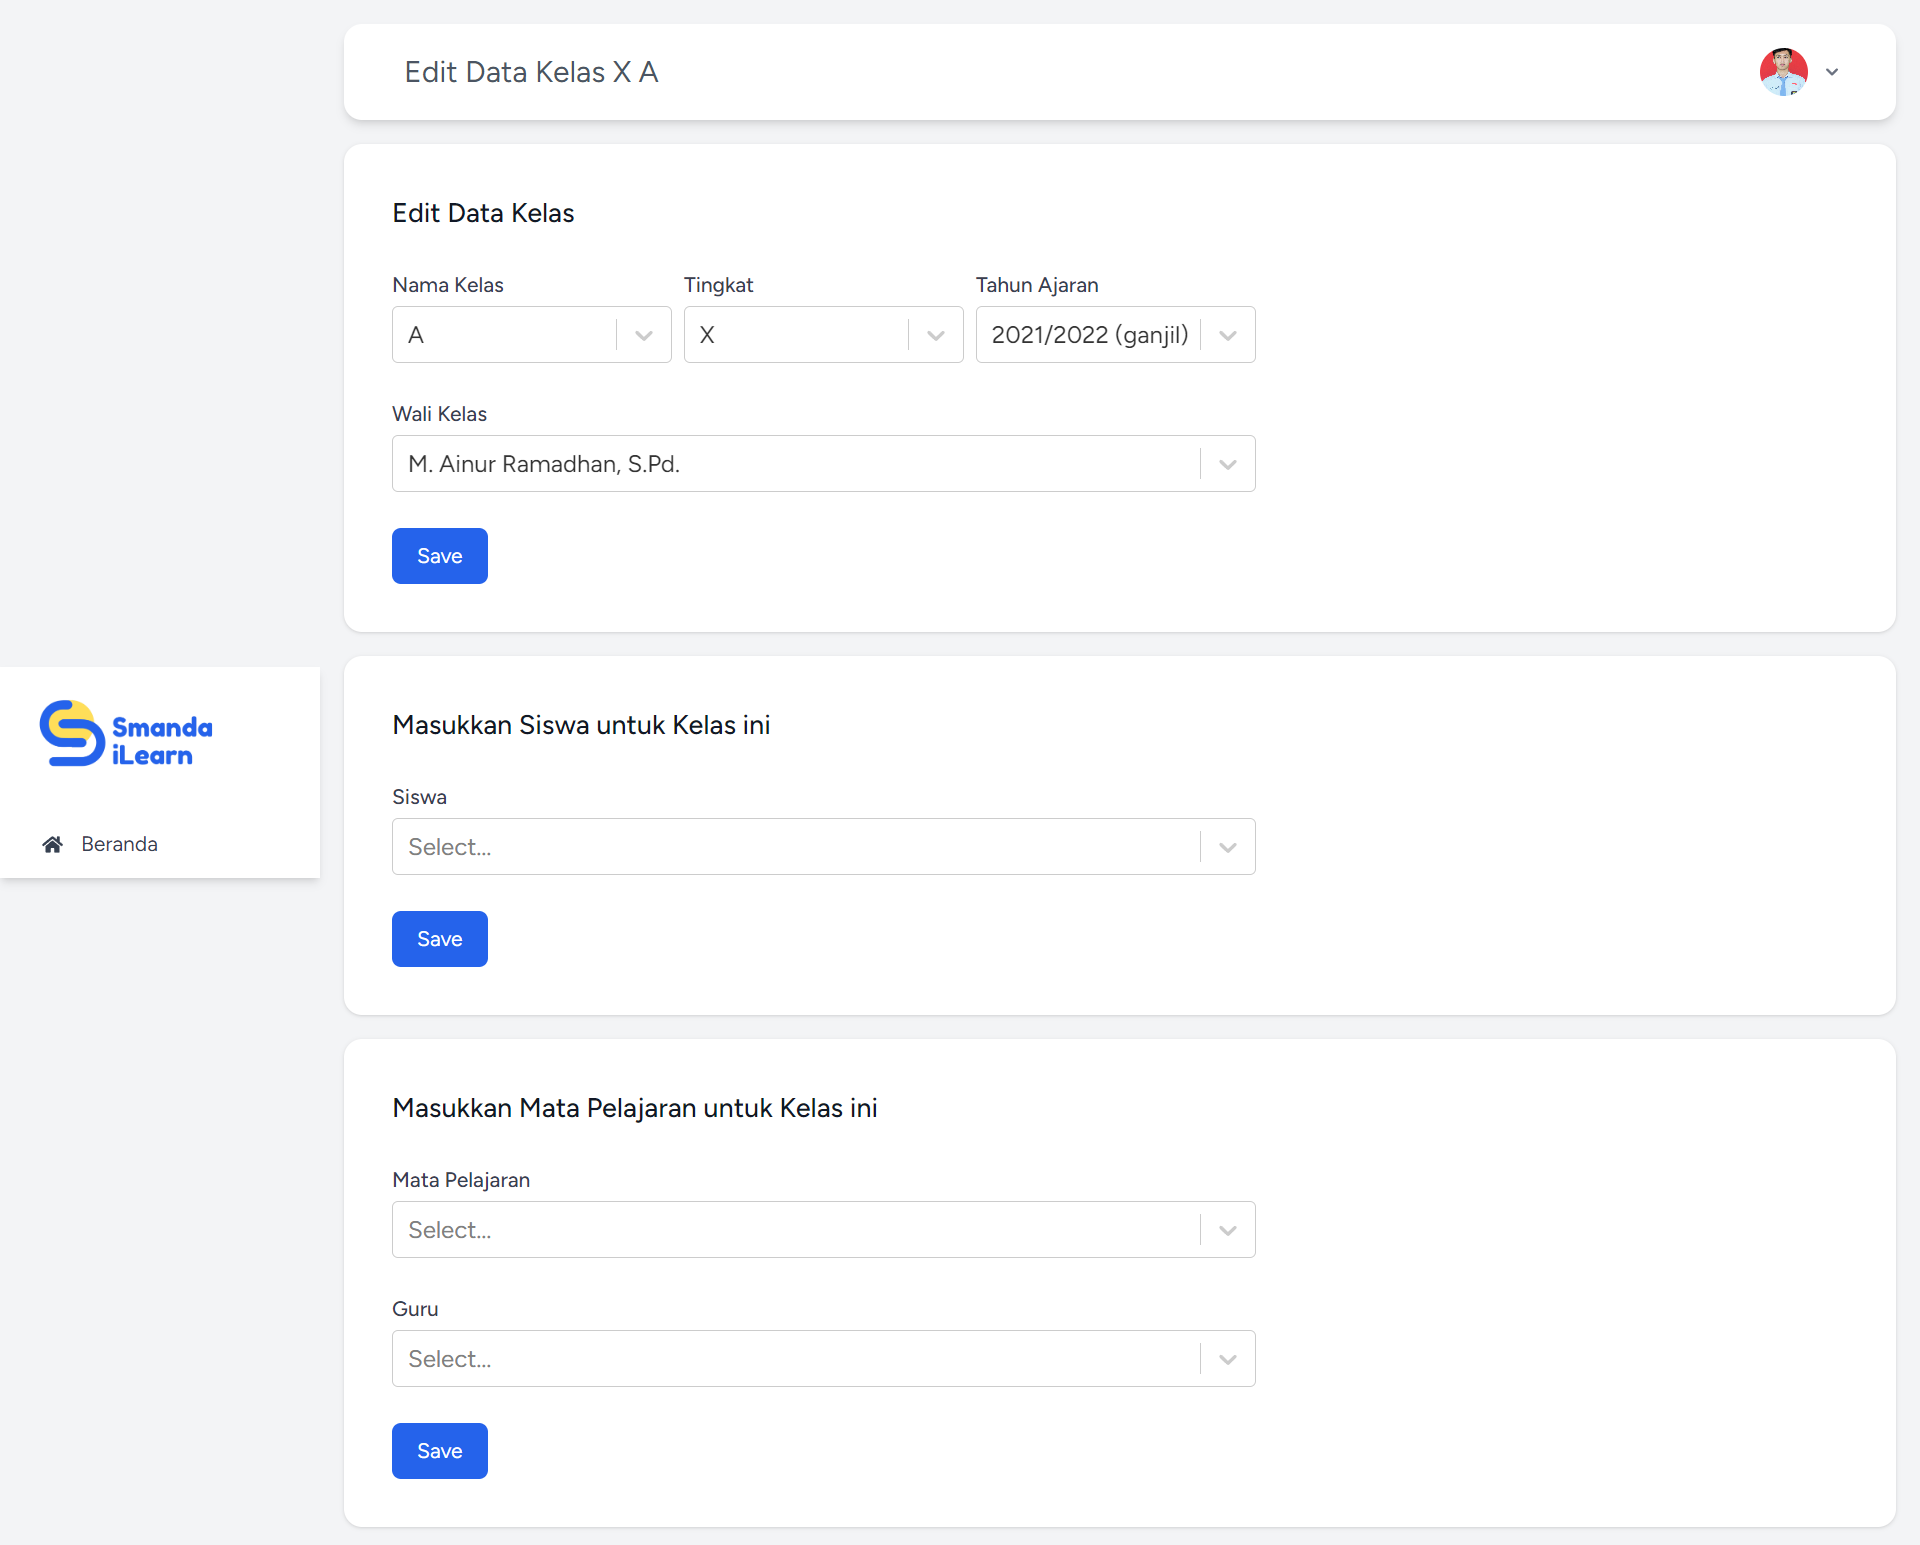 Edit Data Kelas X A
Edit Data Kelas
Nama Kelas
Tingkat
Tahun Ajaran
A
X
2021/2022 (ganjil)
Wali Kelas
M. Ainur Ramadhan, S.Pd.
Save
Smanda
iLearn
Beranda
Masukkan Siswa untuk Kelas ini
Siswa
Select...
Save
Masukkan Mata Pelajaran untuk Kelas ini
Mata Pelajaran
Select...
Guru
Select...
Save